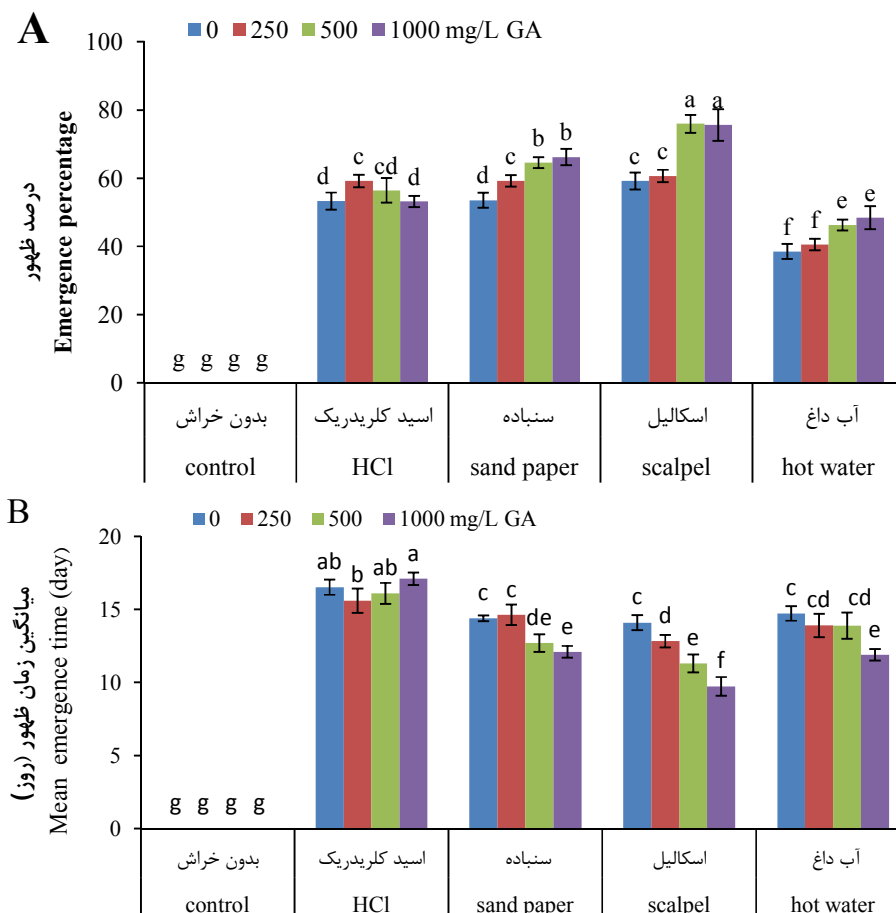 A
0 250 500 1000 mg/L GA
درصد ظهور
Emergence percentage
100
80
60
40
20
0
g g g g
d c cd d
d c b b
c c a a
f f e e
بدون خراش اسید کلریدریک سنباده اسکالپل آب داغ
control HCl sand paper scalpel hot water
B
0 250 500 1000 mg/L GA
میانگین زمان ظهور (روز)
Mean emergence time (day)
20
15
10
5
0
g g g g
ab b ab a
c c de e
c d e f
c cd cd e
بدون خراش اسید کلریدریک سنباده اسکالپل آب داغ
control HCl sand paper scalpel hot water